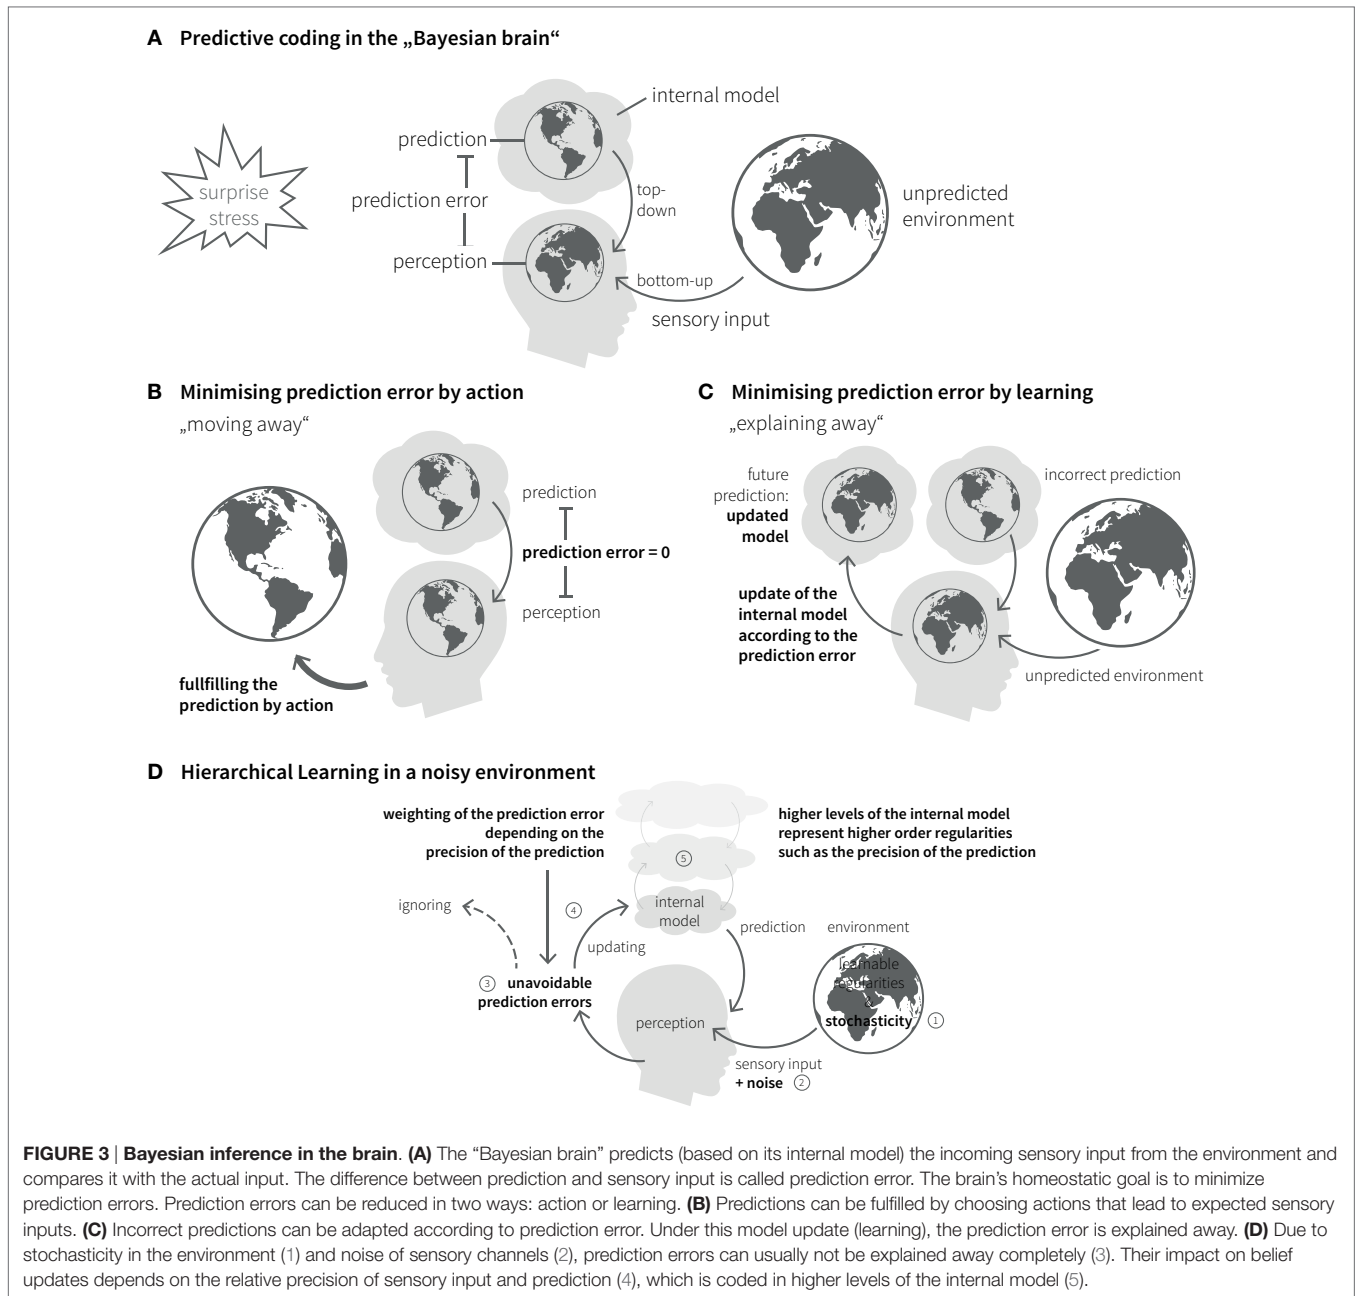 A Predictive coding in the „Bayesian brain“
internal model
prediction
surprise
stress
prediction error
top-
down
unpredicted
environment
perception
bottom-up
sensory input
B Minimising prediction error by action
„moving away“
prediction
prediction error = 0
perception
fullfilling the
prediction by action
C Minimising prediction error by learning
„explaining away“
future
prediction:
updated
model
incorrect prediction
update of the
internal model
according to the
prediction error
unpredicted environment
D Hierarchical Learning in a noisy environment
weighting of the prediction error
depending on the
precision of the prediction
higher levels of the internal model
represent higher order regularities
such as the precision of the prediction
5
ignoring
4
internal
model
updating
prediction
environment
learnable
regularities
&
stochasticity 1
3 unavoidable
prediction errors
perception
sensory input
+ noise 2
FIGURE 3 | Bayesian inference in the brain. (A) The “Bayesian brain” predicts (based on its internal model) the incoming sensory input from the environment and
compares it with the actual input. The difference between prediction and sensory input is called prediction error. The brain’s homeostatic goal is to minimize
prediction errors. Prediction errors can be reduced in two ways: action or learning. (B) Predictions can be fulfilled by choosing actions that lead to expected sensory
inputs. (C) Incorrect predictions can be adapted according to prediction error. Under this model update (learning), the prediction error is explained away. (D) Due to
stochasticity in the environment (1) and noise of sensory channels (2), prediction errors can usually not be explained away completely (3). Their impact on belief
updates depends on the relative precision of sensory input and prediction (4), which is coded in higher levels of the internal model (5).